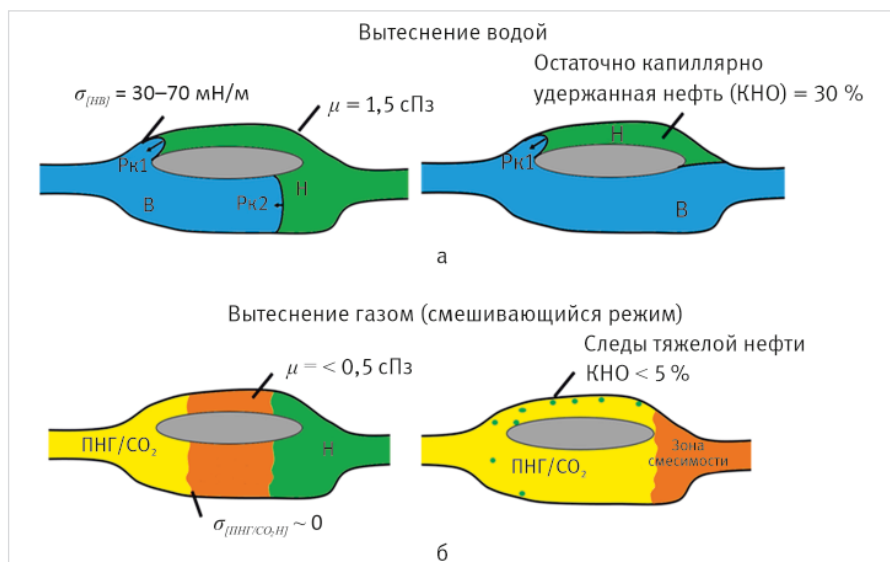 Вытеснение водой
σ[НВ] = 30–70 мН/м
μ = 1,5 сПз
Остаточно капиллярно
удержанная нефть (КНО) = 30 %
Рк1
Н
В
Рк2
Н
Рк1
В
а
Вытеснение газом (смешивающийся режим)
μ = < 0,5 сПз
Следы тяжелой нефти
КНО < 5 %
ПНГ/CO₂
Н
ПНГ/CO₂
Зона
смесимости
σ[ПНГ/CO₂Н] ~ 0
б